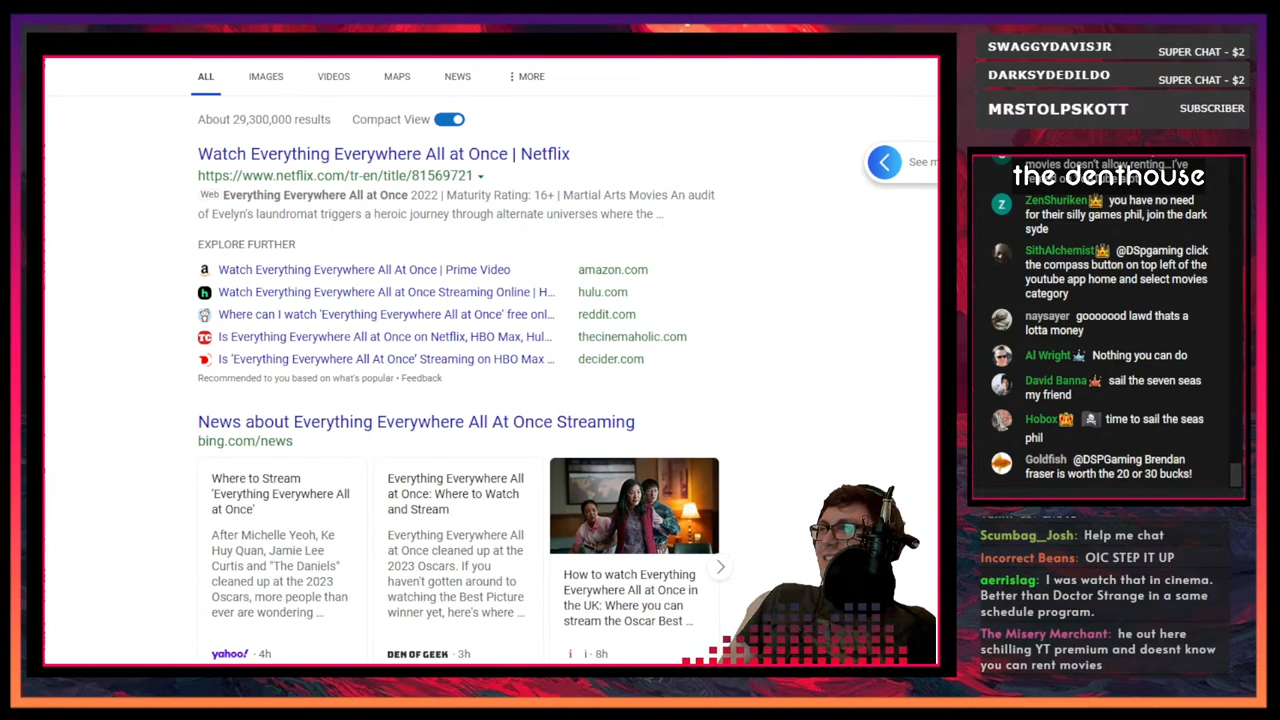 ALL
IMAGES
VIDEOS
MAPS
NEWS
MORE
About 29,300,000 results
Compact View
Watch Everything Everywhere All at Once | Netflix
https://www.netflix.com/tr-en/title/81569721
See m
Web Everything Everywhere All at Once 2022 | Maturity Rating: 16+ | Martial Arts Movies An audit
of Evelyn's laundromat triggers a heroic journey through alternate universes where the ...
EXPLORE FURTHER
Watch Everything Everywhere All At Once | Prime Video
amazon.com
Watch Everything Everywhere All At Once Streaming Online | H...
hulu.com
Where can I watch 'Everything Everywhere All at Once' free onl...
reddit.com
Is Everything Everywhere All at Once on Netflix, HBO Max, Hul...
thecinemaholic.com
Is 'Everything Everywhere All At Once' Streaming on HBO Max ...
decider.com
Recommended to you based on what's popular • Feedback
News about Everything Everywhere All At Once Streaming
bing.com/news
Where to Stream
'Everything Everywhere All
at Once'
After Michelle Yeoh, Ke
Huy Quan, Jamie Lee
Curtis and "The Daniels"
cleaned up at the 2023
Oscars, more people than
ever are wondering ...
yahoo! · 4h
Everything Everywhere All
at Once: Where to Watch
and Stream
Everything Everywhere All
at Once cleaned up at the
2023 Oscars. If you
haven't gotten around to
watching the Best Picture
winner yet, here's where ...
DEN OF GEEK · 3h
How to watch Everything
Everywhere All at Once in
the UK: Where you can
stream the Oscar Best ...
i · 8h
SWAGGYDAVISJR
SUPER CHAT - $2
DARKSYDEDILDO
SUPER CHAT - $2
MRSTOLPSKOTT
SUBSCRIBER
movies doesn't allow renting...I've
the denthouse
ZenShuriken you have no need
for their silly games phil, join the dark
syde
SithAlchemist @DSpgaming click
the compass button on top left of the
youtube app home and select movies
category
naysayer gooooood lawd thats a
lotta money
Al Wright Nothing you can do
David Banna sail the seven seas
my friend
Hobox time to sail the seas
phil
Goldfish @DSPGaming Brendan
fraser is worth the 20 or 30 bucks!
Scumbag__Josh: Help me chat
Incorrect Beans: OIC STEP IT UP
aerrislag: I was watch that in cinema.
Better than Doctor Strange in a same
schedule program.
The Misery Merchant: he out here
schilling YT premium and doesnt know
you can rent movies